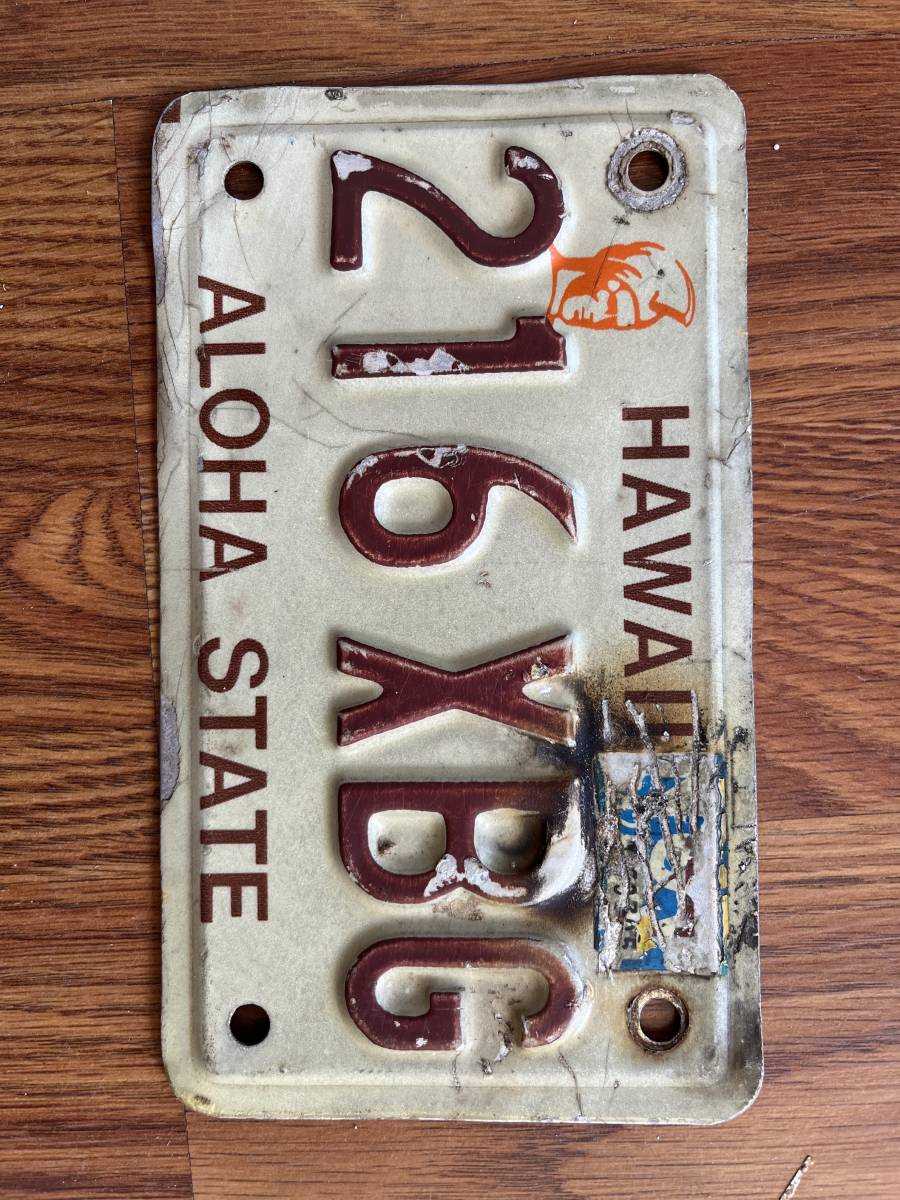 HAWAII
216XBG
ALOHA STATE